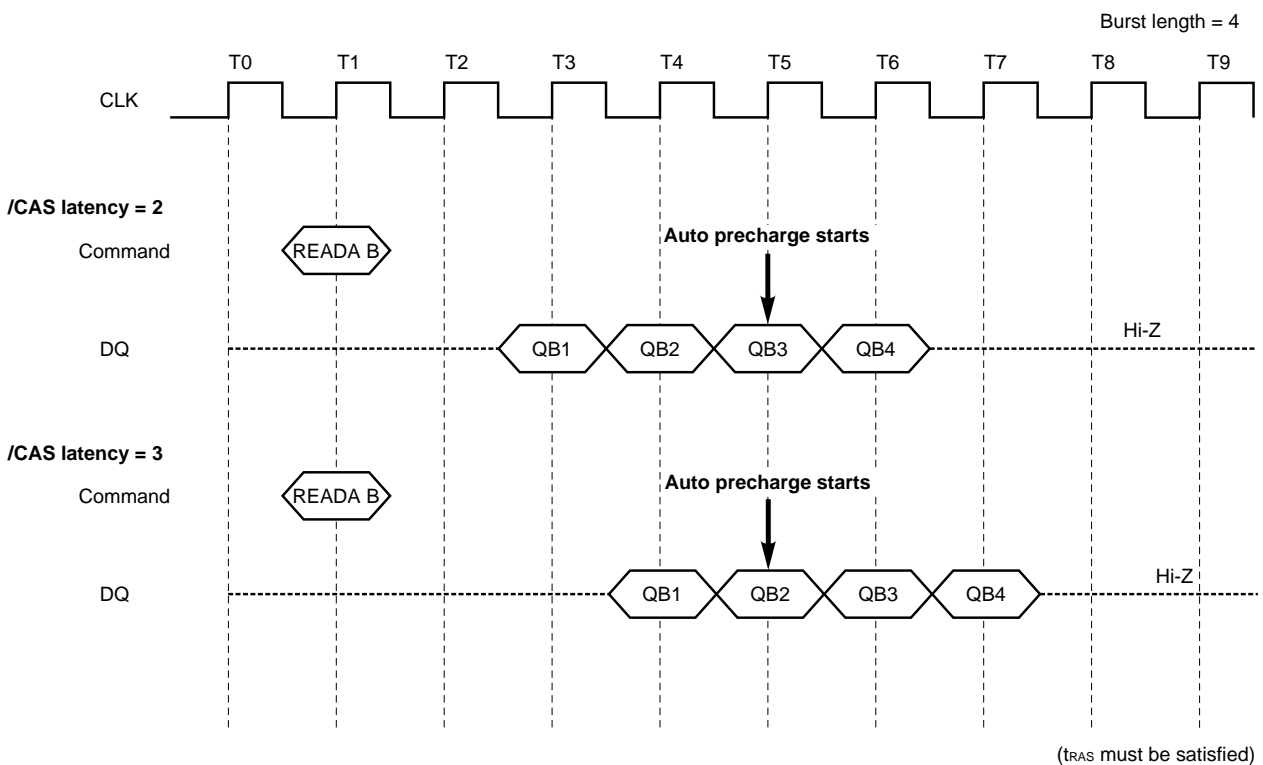 Burst length = 4
T0 T1 T2 T3 T4 T5 T6 T7 T8 T9
CLK
/CAS latency = 2
Command READA B
Auto precharge starts
DQ QB1 QB2 QB3 QB4 Hi-Z
/CAS latency = 3
Command READA B
Auto precharge starts
DQ QB1 QB2 QB3 QB4 Hi-Z
(tRAS must be satisfied)